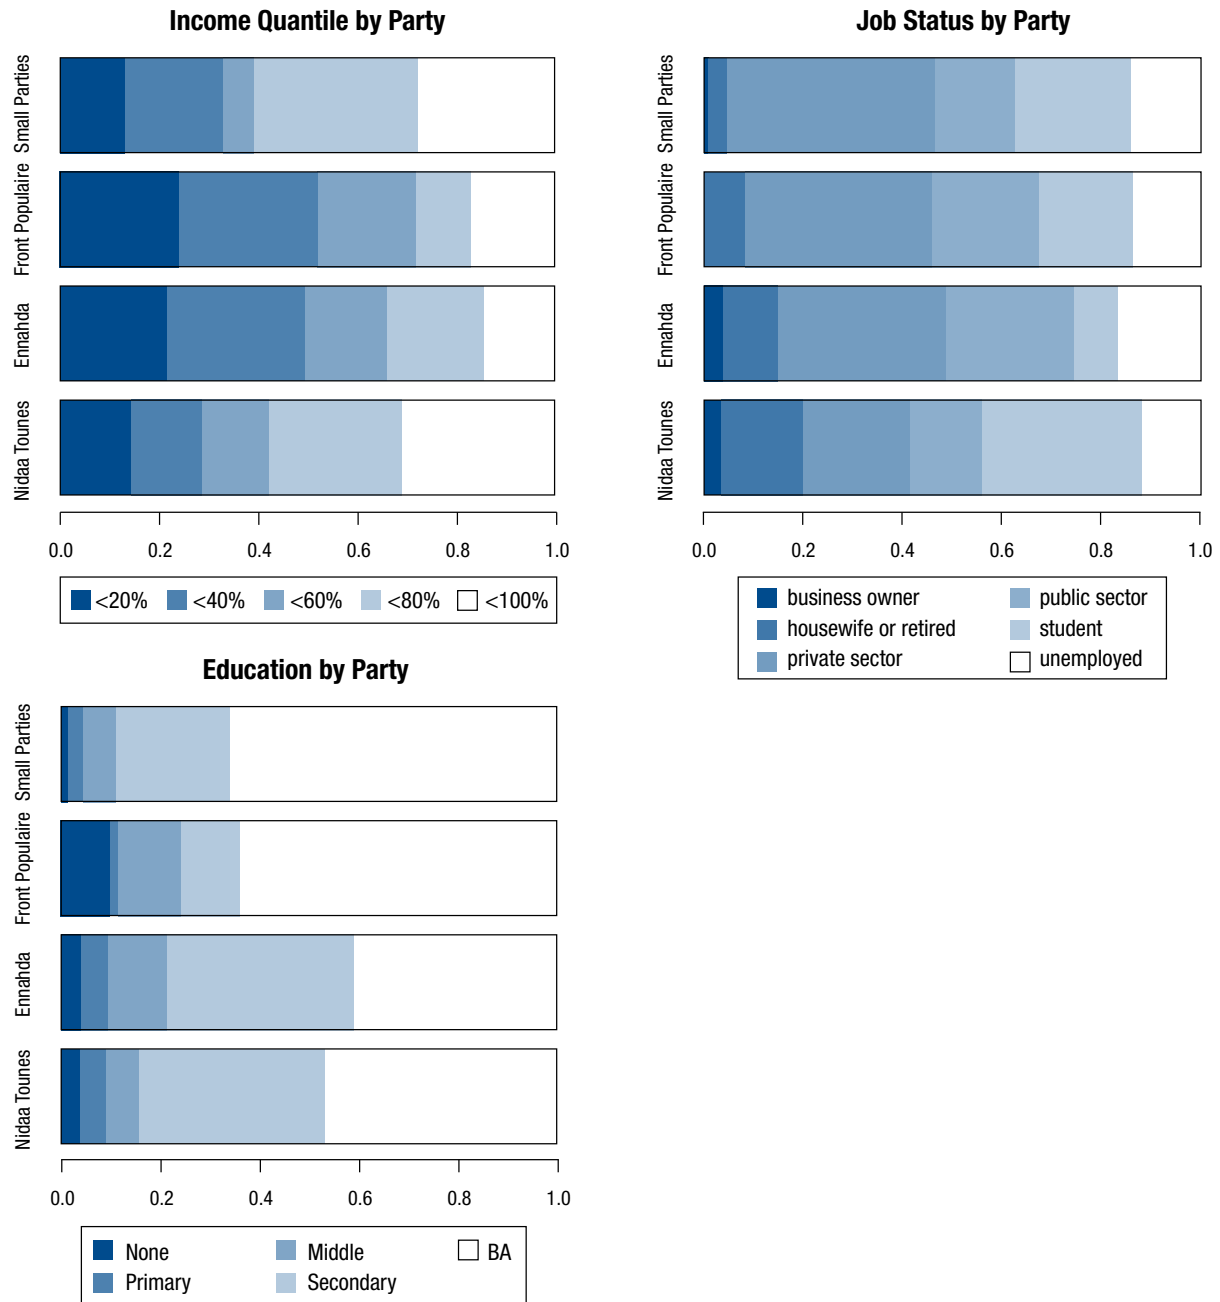 Income Quantile by Party
Small Parties
Front Populaire
Ennahda
Nidaa Tounes
0.0 0.2 0.4 0.6 0.8 1.0
<20% <40% <60% <80% <100%
Job Status by Party
Small Parties
Front Populaire
Ennahda
Nidaa Tounes
0.0 0.2 0.4 0.6 0.8 1.0
business owner public sector
housewife or retired student
private sector unemployed
Education by Party
Small Parties
Front Populaire
Ennahda
Nidaa Tounes
0.0 0.2 0.4 0.6 0.8 1.0
None Middle BA
Primary Secondary